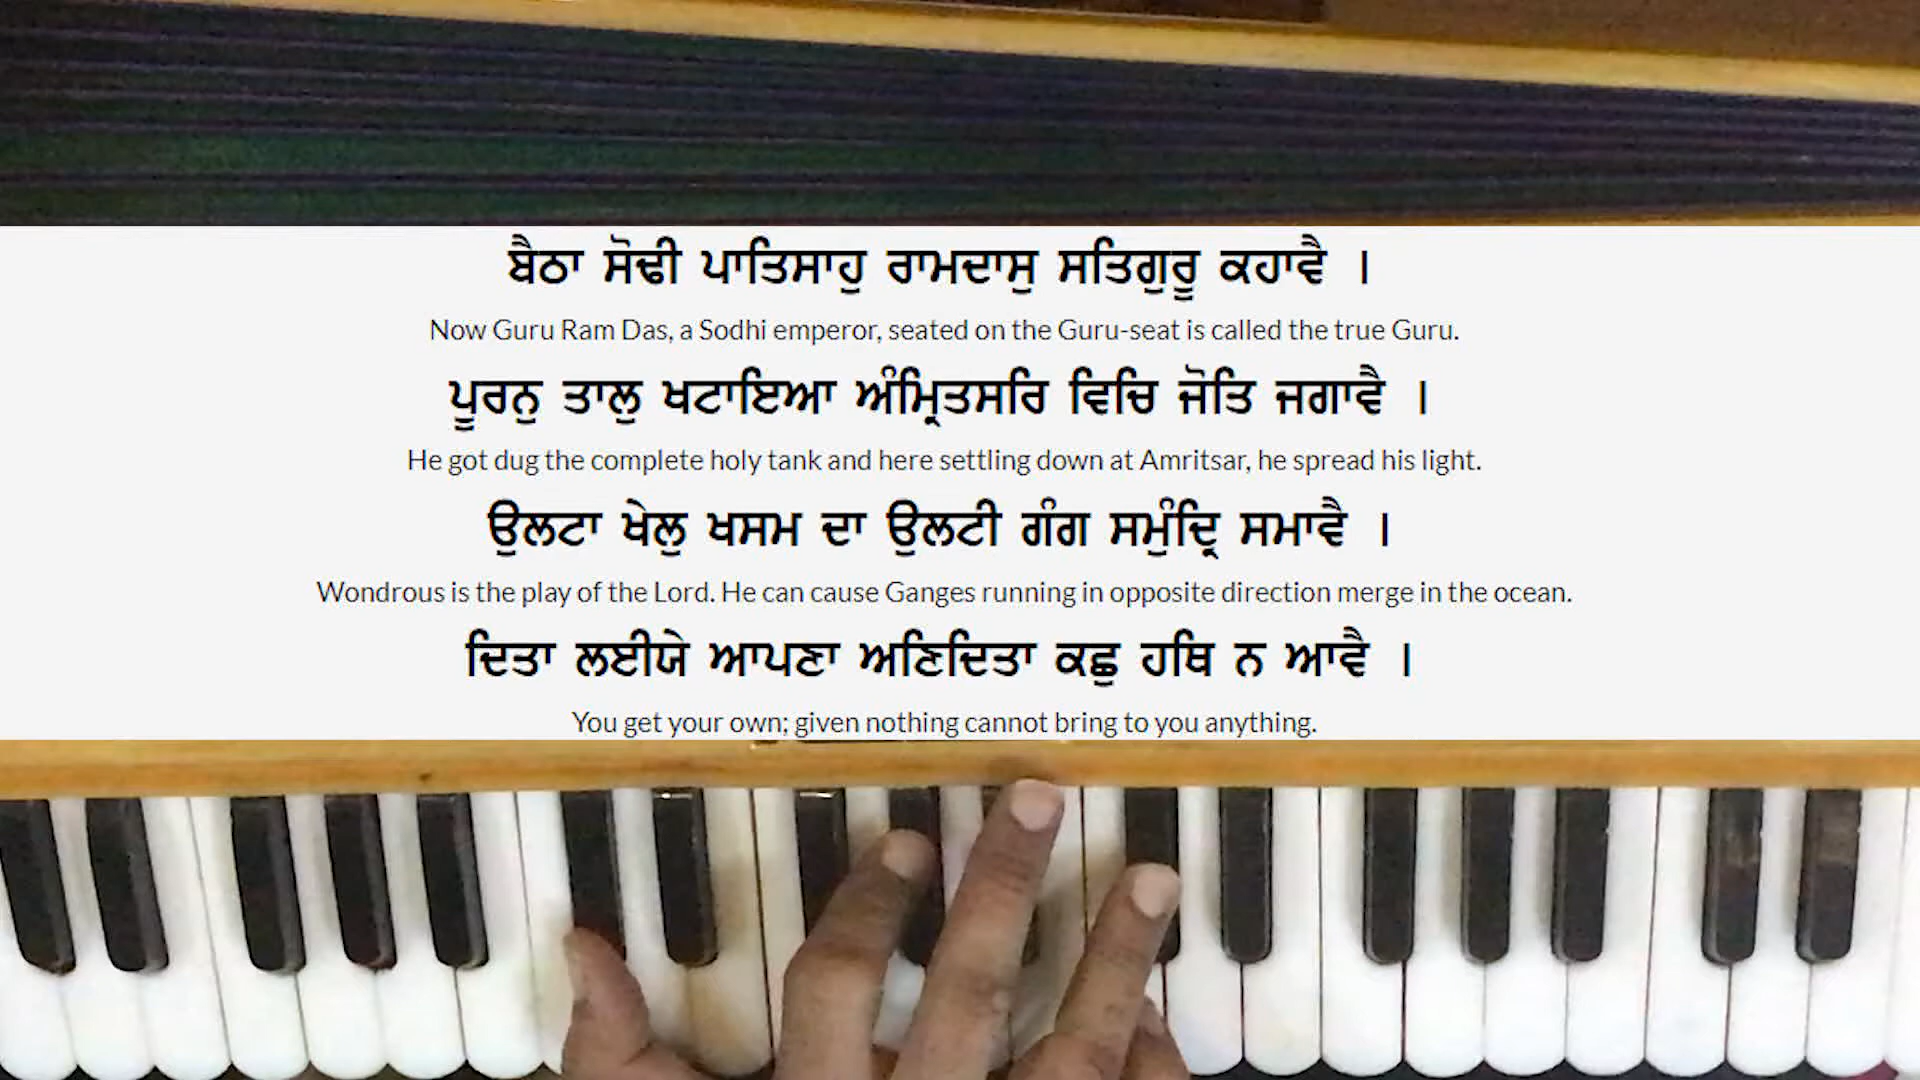 ਬੈਠਾ ਸੋਢੀ ਪਾਤਿਸਾਹੁ ਰਾਮਦਾਸੁ ਸਤਿਗੁਰੂ ਕਹਾਵੈ ।
Now Guru Ram Das, a Sodhi emperor, seated on the Guru-seat is called the true Guru.
ਪੂਰਨੁ ਤਾਲੁ ਖਟਾਇਆ ਅੰਮ੍ਰਿਤਸਰਿ ਵਿਚਿ ਜੋਤਿ ਜਗਾਵੈ ।
He got dug the complete holy tank and here settling down at Amritsar, he spread his light.
ਉਲਟਾ ਖੇਲੁ ਖਸਮ ਦਾ ਉਲਟੀ ਗੰਗ ਸਮੁੰਦ੍ਰਿ ਸਮਾਵੈ ।
Wondrous is the play of the Lord. He can cause Ganges running in opposite direction merge in the ocean.
ਦਿਤਾ ਲਈਯੇ ਆਪਣਾ ਅਣਿਦਿਤਾ ਕਛੁ ਹਥਿ ਨ ਆਵੈ ।
You get your own; given nothing cannot bring to you anything.